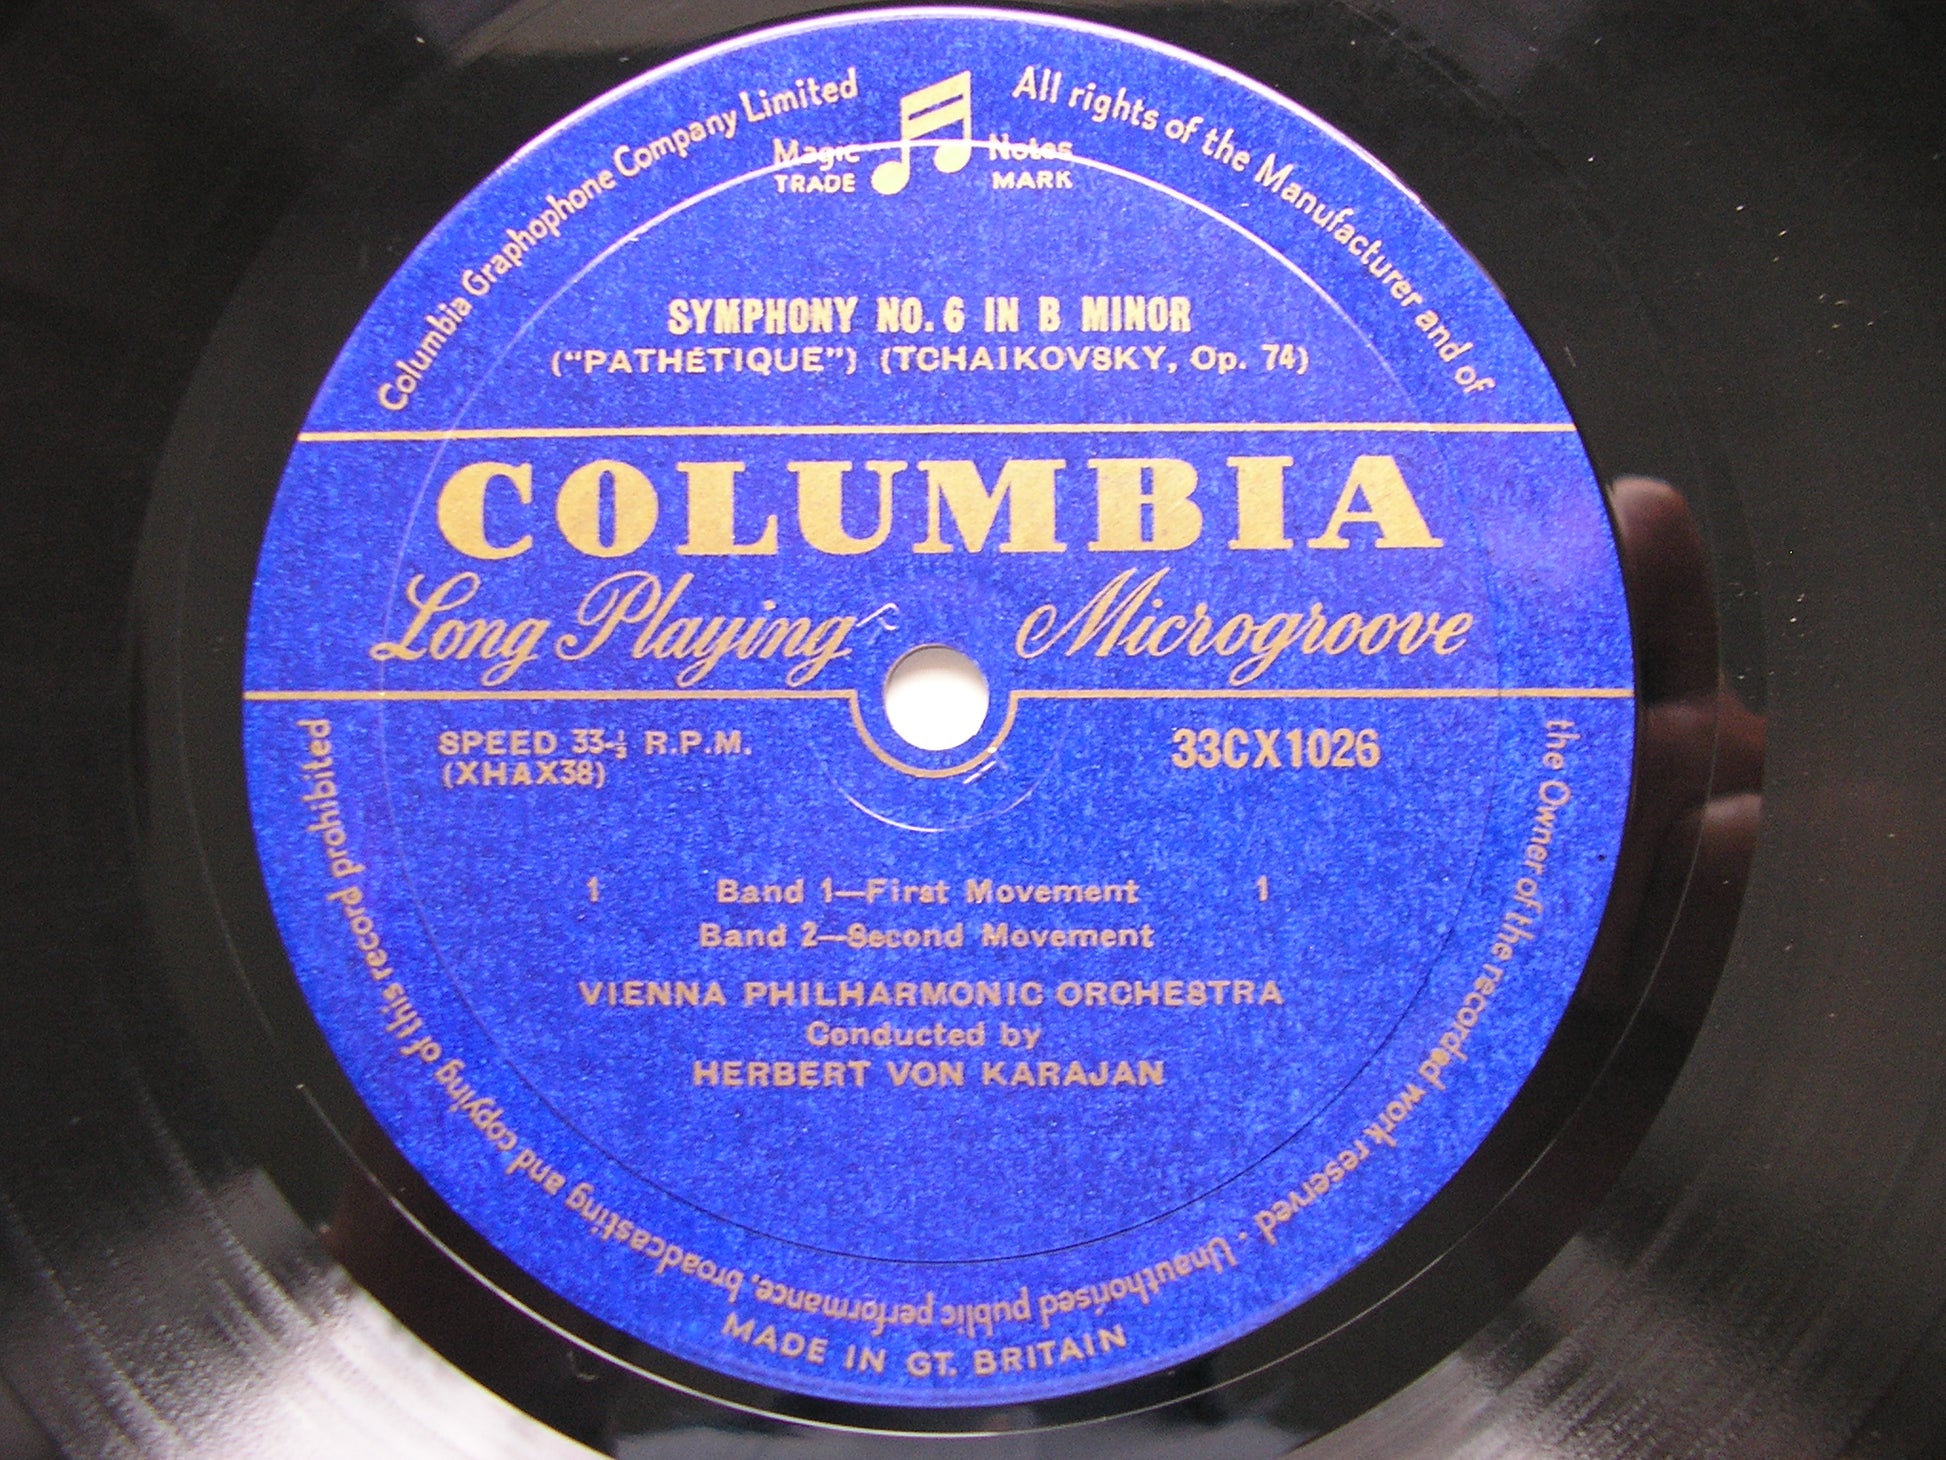 Columbia Graphophone Company Limited
Magic Notes
TRADE MARK
All rights of the Manufacturer and of
the Owner of the recorded work reserved · Unauthorised public performance, broadcasting and copying of this record prohibited
SYMPHONY NO. 6 IN B MINOR
("PATHÉTIQUE") (TCHAIKOVSKY, Op. 74)
COLUMBIA
Long Playing Microgroove
SPEED 33⅓ R.P.M. 33CX1026
(XHAX38)
1 Band 1—First Movement 1
Band 2—Second Movement
VIENNA PHILHARMONIC ORCHESTRA
Conducted by
HERBERT VON KARAJAN
MADE IN GT. BRITAIN